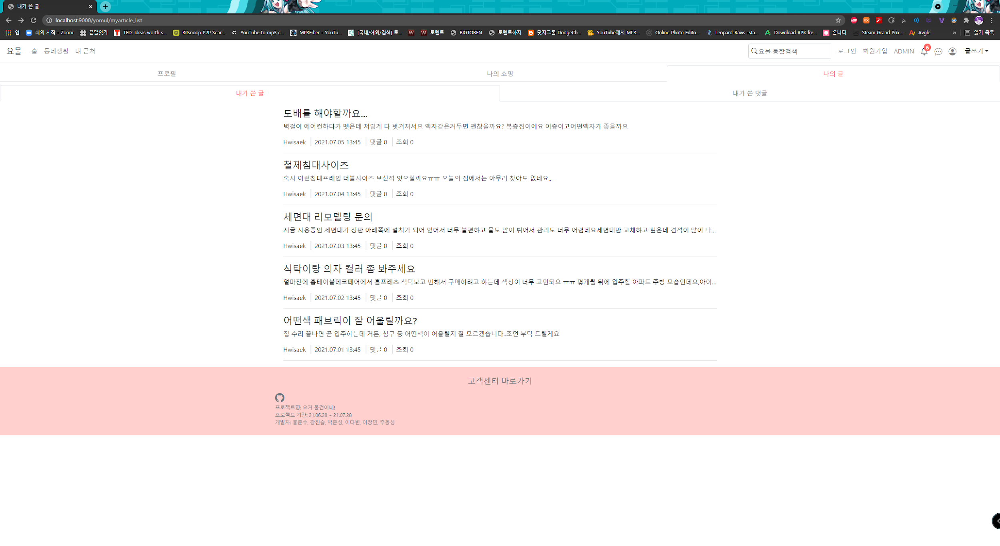 내가 쓴 글
localhost:9000/yomul/myarticle_list
앱 회의 시작 - Zoom 끝말잇기 TED: Ideas worth s... Bitsnoop P2P Sear... YouTube to mp3 c... MP3Fiber - YouTu... [국내/해외/검색] 토... 토렌트 BIGTOREN 토렌트하자 닷지크롬 DodgeCh... YouTube에서 MP3... Online Photo Edito... Leopard-Raws -sta... Download APK fre... 온나다 Steam Grand Prix... Avgle » 읽기 목록
요물 홈 동네생활 내 근처 요물 통합검색 로그인 회원가입 ADMIN 6 글쓰기
프로필 나의 쇼핑 나의 글
내가 쓴 글 내가 쓴 댓글
도배를 해야할까요...
벽걸이 에어컨하다가 뗏은데 저렇게 다 벗겨져서요 액자같은거두면 괜찮을까요? 복층집이에요 이층이고어떤액자가 좋을까요
Hwisaek 2021.07.05 13:45 댓글 0 조회 0
철제침대사이즈
혹시 이런침대프레임 더블사이즈 보신적 잇으실까요ㅠㅠ 오늘의 집에서는 아무리 찾아도 없네요,,
Hwisaek 2021.07.04 13:45 댓글 0 조회 0
세면대 리모델링 문의
지금 사용중인 세면대가 상판 아래쪽에 설치가 되어 있어서 너무 불편하고 물도 많이 튀어서 관리도 너무 어렵네요세면대만 교체하고 싶은데 견적이 많이 나...
Hwisaek 2021.07.03 13:45 댓글 0 조회 0
식탁이랑 의자 컬러 좀 봐주세요
얼마전에 홈테이블데코페어에서 홀프레츠 식탁보고 반해서 구매하려고 하는데 색상이 너무 고민되요 ㅠㅠ 몇개월 뒤에 입주할 아파트 주방 모습인데요,아이...
Hwisaek 2021.07.02 13:45 댓글 0 조회 0
어떤색 패브릭이 잘 어울릴까요?
집 수리 끝나면 곧 입주하는데 커튼, 침구 등 어떤색이 어울릴지 잘 모르겠습니다..조언 부탁 드릴게요
Hwisaek 2021.07.01 13:45 댓글 0 조회 0
고객센터 바로가기
프로젝트명: 요거 물건이네!
프로젝트 기간: 21.06.28 ~ 21.07.28
개발자: 홍준수, 강진슬, 박준성, 이다빈, 이창민, 주동성